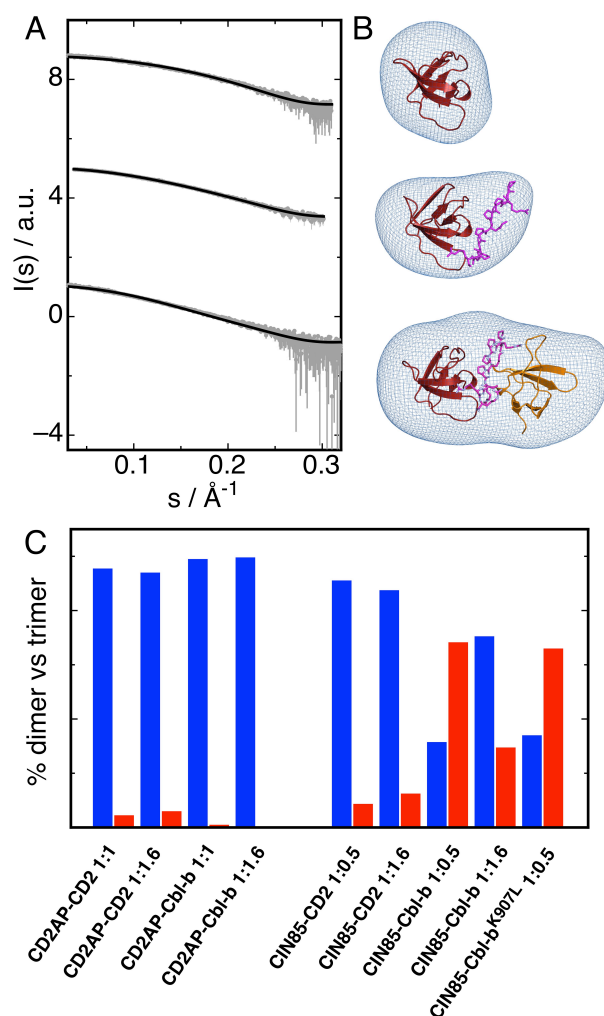 A
B
8
4
0
−4
I(s) / a.u.
0.1 0.2 0.3
s / Å-1
C
% dimer vs trimer
CD2AP-CD2 1:1
CD2AP-CD2 1:1.6
CD2AP-Cbl-b 1:1
CD2AP-Cbl-b 1:1.6
CIN85-CD2 1:0.5
CIN85-CD2 1:1.6
CIN85-Cbl-b 1:0.5
CIN85-Cbl-b 1:1.6
CIN85-Cbl-bK907L 1:0.5